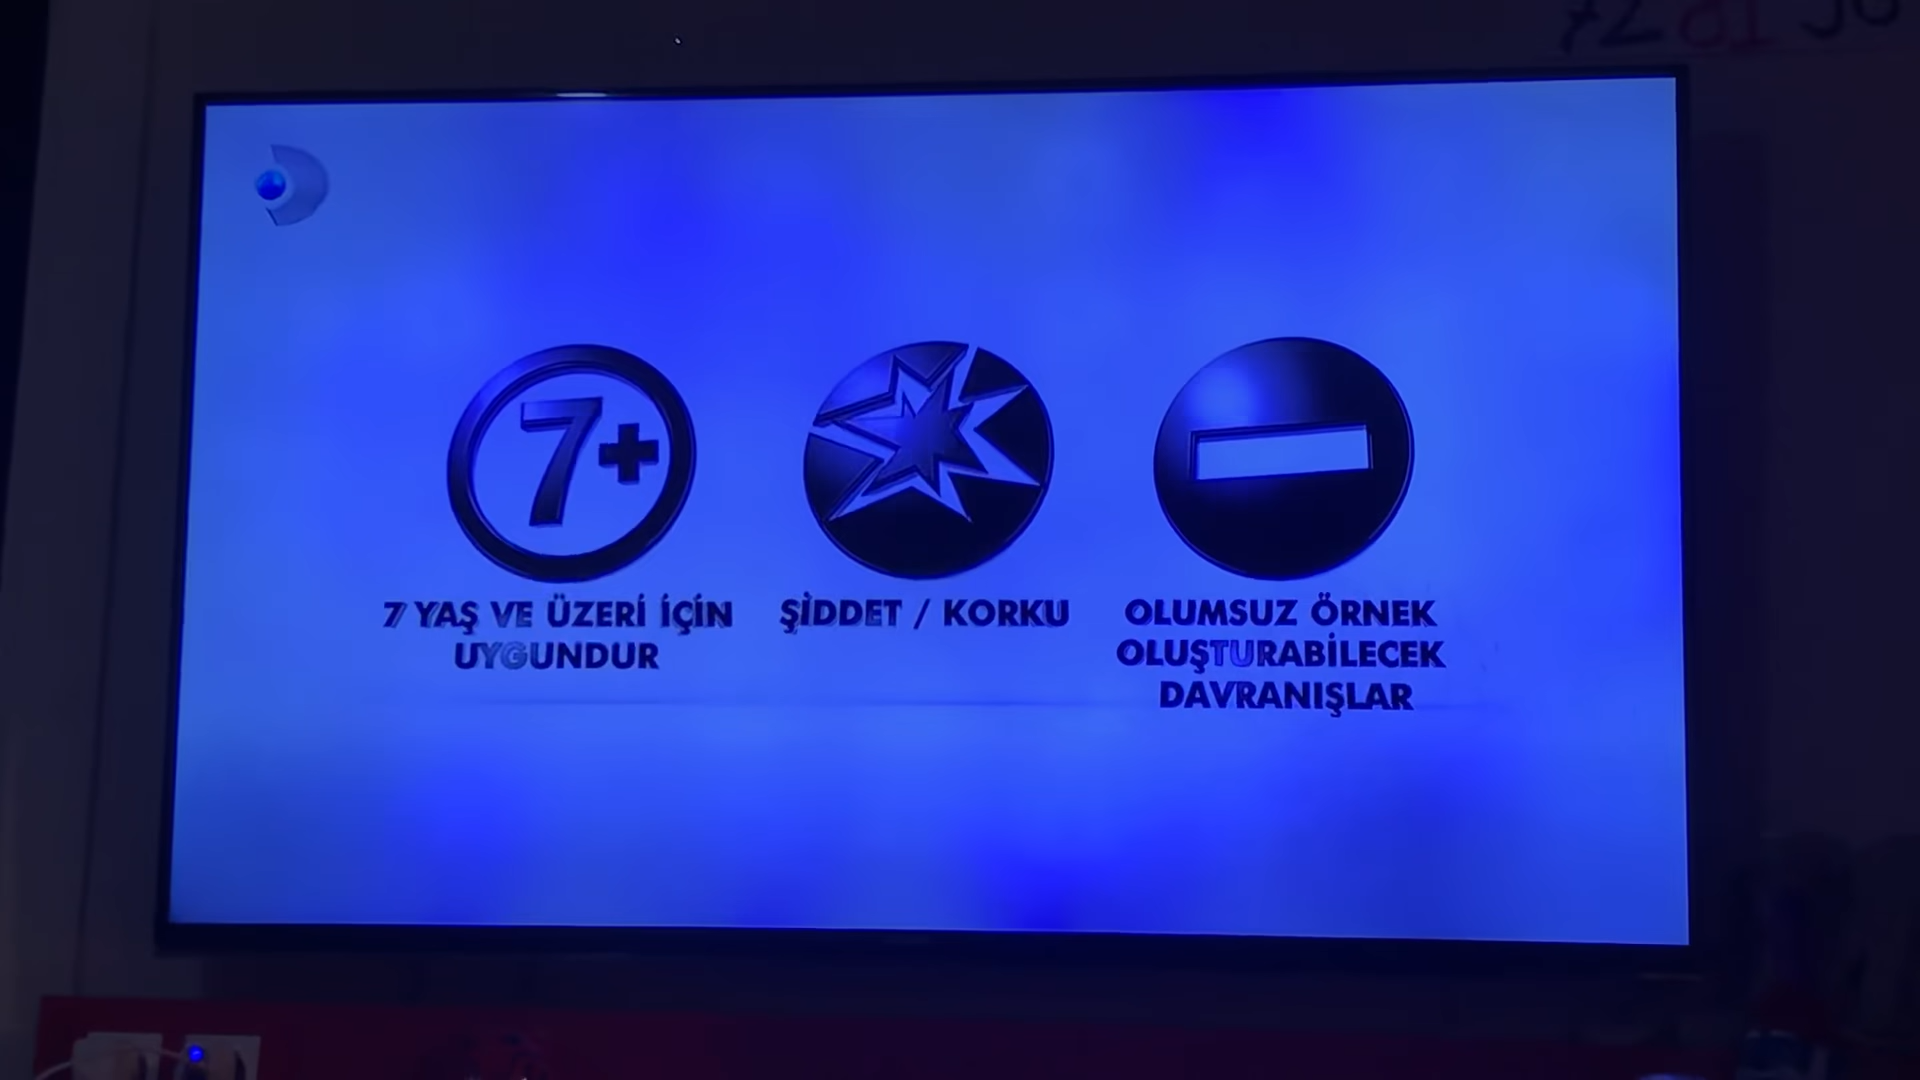 7+
7 YAŞ VE ÜZERİ İÇİN
UYGUNDUR
ŞİDDET / KORKU
OLUMSUZ ÖRNEK
OLUŞTURABİLECEK
DAVRANIŞLAR